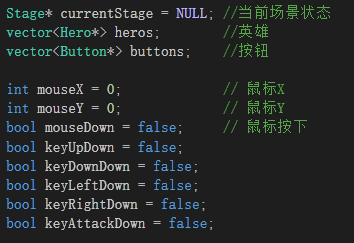 Stage* currentStage = NULL; //当前场景状态
vector<Hero*> heros; //英雄
vector<Button*> buttons; //按钮
int mouseX = 0; // 鼠标X
int mouseY = 0; // 鼠标Y
bool mouseDown = false; // 鼠标按下
bool keyUpDown = false;
bool keyDownDown = false;
bool keyLeftDown = false;
bool keyRightDown = false;
bool keyAttackDown = false;